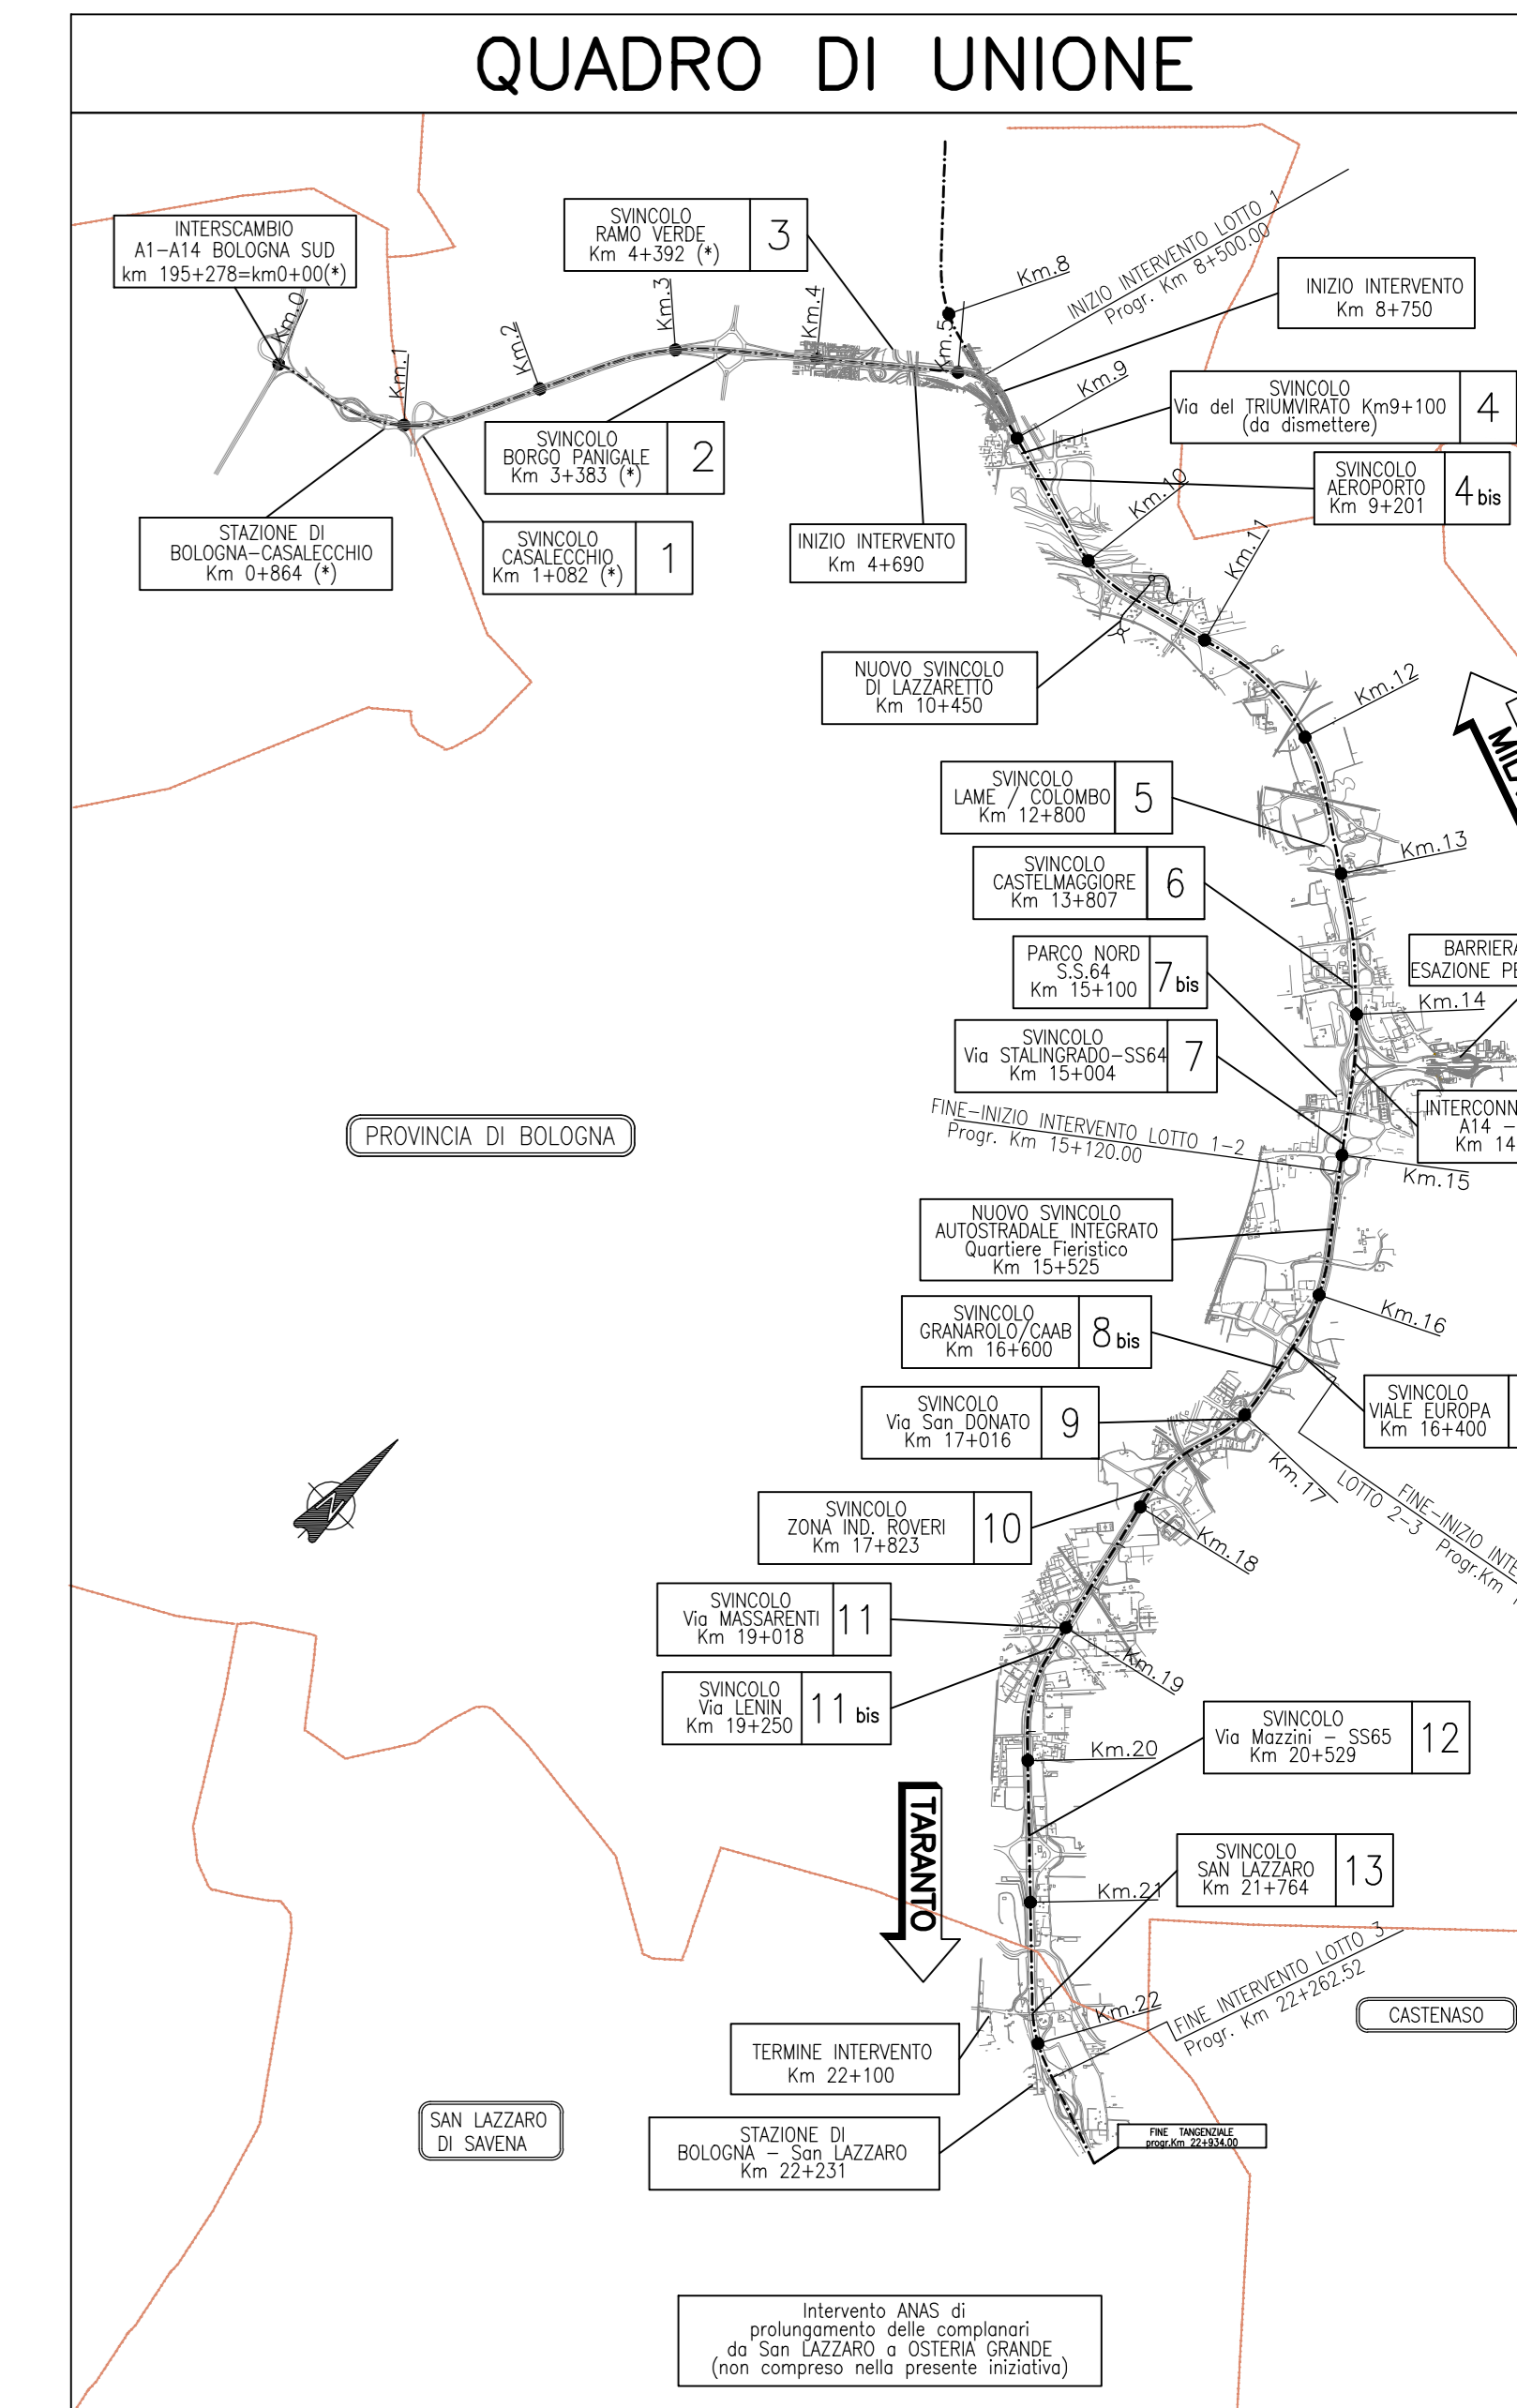 QUADRO DI UNIONE
INTERSCAMBIO
A1-A14 BOLOGNA SUD
km 195+278=km0+00(*)
SVINCOLO
RAMO VERDE
Km 4+392 (*)
3
Km.0
Km.1
Km.2
Km.3
Km.4
Km.5
Km.8
INIZIO INTERVENTO LOTTO 1
Progr. Km 8+500.00
INIZIO INTERVENTO
Km 8+750
Km.9
SVINCOLO
Via del TRIUMVIRATO Km9+100
(da dismettere)
4
SVINCOLO
BORGO PANIGALE
Km 3+383 (*)
2
SVINCOLO
AEROPORTO
Km 9+201
4 bis
STAZIONE DI
BOLOGNA-CASALECCHIO
Km 0+864 (*)
SVINCOLO
CASALECCHIO
Km 1+082 (*)
1
INIZIO INTERVENTO
Km 4+690
Km.10
Km.11
NUOVO SVINCOLO
DI LAZZARETTO
Km 10+450
Km.12
SVINCOLO
LAME / COLOMBO
Km 12+800
5
Km.13
SVINCOLO
CASTELMAGGIORE
Km 13+807
6
PARCO NORD
S.S.64
Km 15+100
7 bis
BARRIERA
ESAZIONE
Km.14
SVINCOLO
Via STALINGRADO-SS64
Km 15+004
7
INTERCONN
A14 -
Km 14
FINE-INIZIO INTERVENTO LOTTO 1-2
Progr. Km 15+120.00
PROVINCIA DI BOLOGNA
Km.15
NUOVO SVINCOLO
AUTOSTRADALE INTEGRATO
Quartiere Fieristico
Km 15+525
Km.16
SVINCOLO
GRANAROLO/CAAB
Km 16+600
8 bis
SVINCOLO
VIALE EUROPA
Km 16+400
SVINCOLO
Via San DONATO
Km 17+016
9
Km.17
FINE-INIZIO
LOTTO 2-3 Progr.Km
SVINCOLO
ZONA IND. ROVERI
Km 17+823
10
Km.18
SVINCOLO
Via MASSARENTI
Km 19+018
11
Km.19
SVINCOLO
Via LENIN
Km 19+250
11 bis
Km.20
SVINCOLO
Via Mazzini - SS65
Km 20+529
12
TARANTO
SVINCOLO
SAN LAZZARO
Km 21+764
13
Km.21
FINE INTERVENTO LOTTO 3
Progr. Km 22+262.52
Km.22
CASTENASO
TERMINE INTERVENTO
Km 22+100
SAN LAZZARO
DI SAVENA
STAZIONE DI
BOLOGNA - San LAZZARO
Km 22+231
FINE TANGENZIALE
progr.Km 22+934.00
Intervento ANAS di
prolungamento delle complanari
da San LAZZARO a OSTERIA GRANDE
(non compreso nella presente iniziativa)